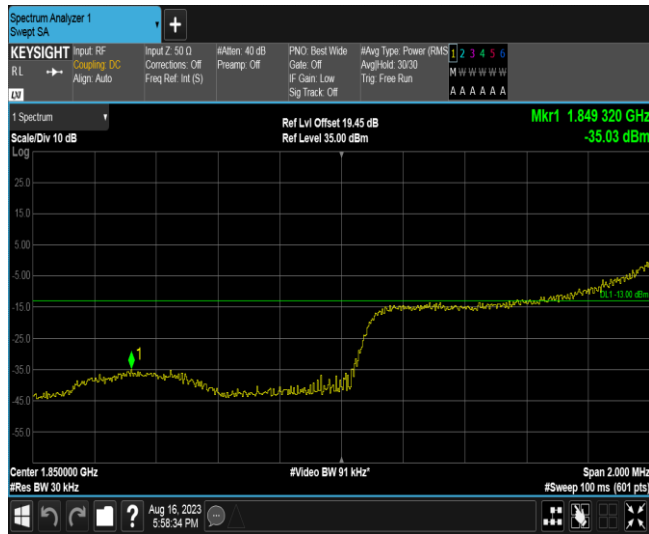 Spectrum Analyzer 1
Swept SA
+
KEYSIGHT
RL
LXI
Input: RF
Coupling: DC
Align: Auto
Input Z: 50 Ω
Corrections: Off
Freq Ref: Int (S)
#Atten: 40 dB
Preamp: Off
PNO: Best Wide
Gate: Off
IF Gain: Low
Sig Track: Off
#Avg Type: Power (RMS
Avg|Hold: 30/30
Trig: Free Run
1 2 3 4 5 6
M W W W W W
A A A A A A
1 Spectrum
Scale/Div 10 dB
Log
Ref Lvl Offset 19.45 dB
Ref Level 35.00 dBm
Mkr1 1.849 320 GHz
-35.03 dBm
25.0
15.0
5.00
-5.00
-15.0
-25.0
-35.0
-45.0
-55.0
DL1 -13.00 dBm
1
Center 1.850000 GHz
#Res BW 30 kHz
#Video BW 91 kHz*
Span 2.000 MHz
#Sweep 100 ms (601 pts)
?
Aug 16, 2023
5:58:34 PM